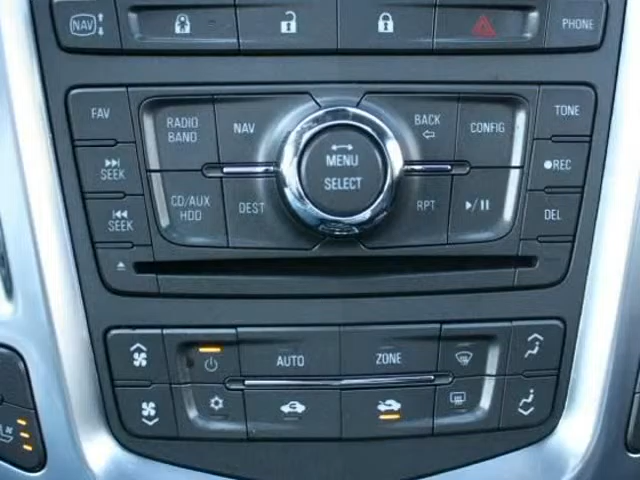 NAV
PHONE
FAV
RADIO
BAND
NAV
MENU
SELECT
BACK
CONFIG
TONE
SEEK
REC
CD/AUX
HDD
DEST
RPT
SEEK
DEL
AUTO
ZONE